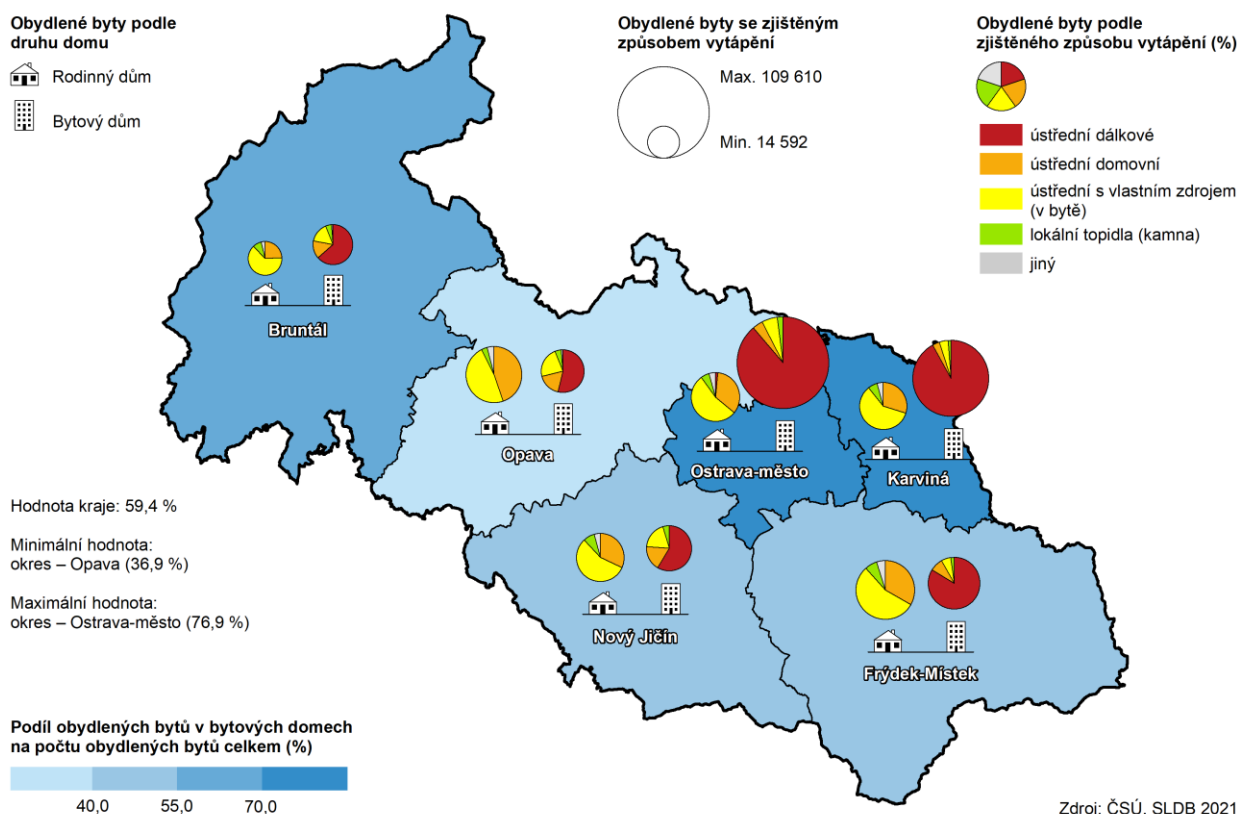 Obydlené byty podle
druhu domu
Rodinný dům
Bytový dům
Obydlené byty se zjištěným
způsobem vytápění
Max. 109 610
Min. 14 592
Obydlené byty podle
zjištěného způsobu vytápění (%)
ústřední dálkové
ústřední domovní
ústřední s vlastním zdrojem
(v bytě)
lokální topidla (kamna)
jiný
Bruntál
Opava
Ostrava-město
Karviná
Nový Jičín
Frýdek-Místek
Hodnota kraje: 59,4 %
Minimální hodnota:
okres – Opava (36,9 %)
Maximální hodnota:
okres – Ostrava-město (76,9 %)
Podíl obydlených bytů v bytových domech
na počtu obydlených bytů celkem (%)
40,0 55,0 70,0
Zdroj: ČSÚ, SLDB 2021